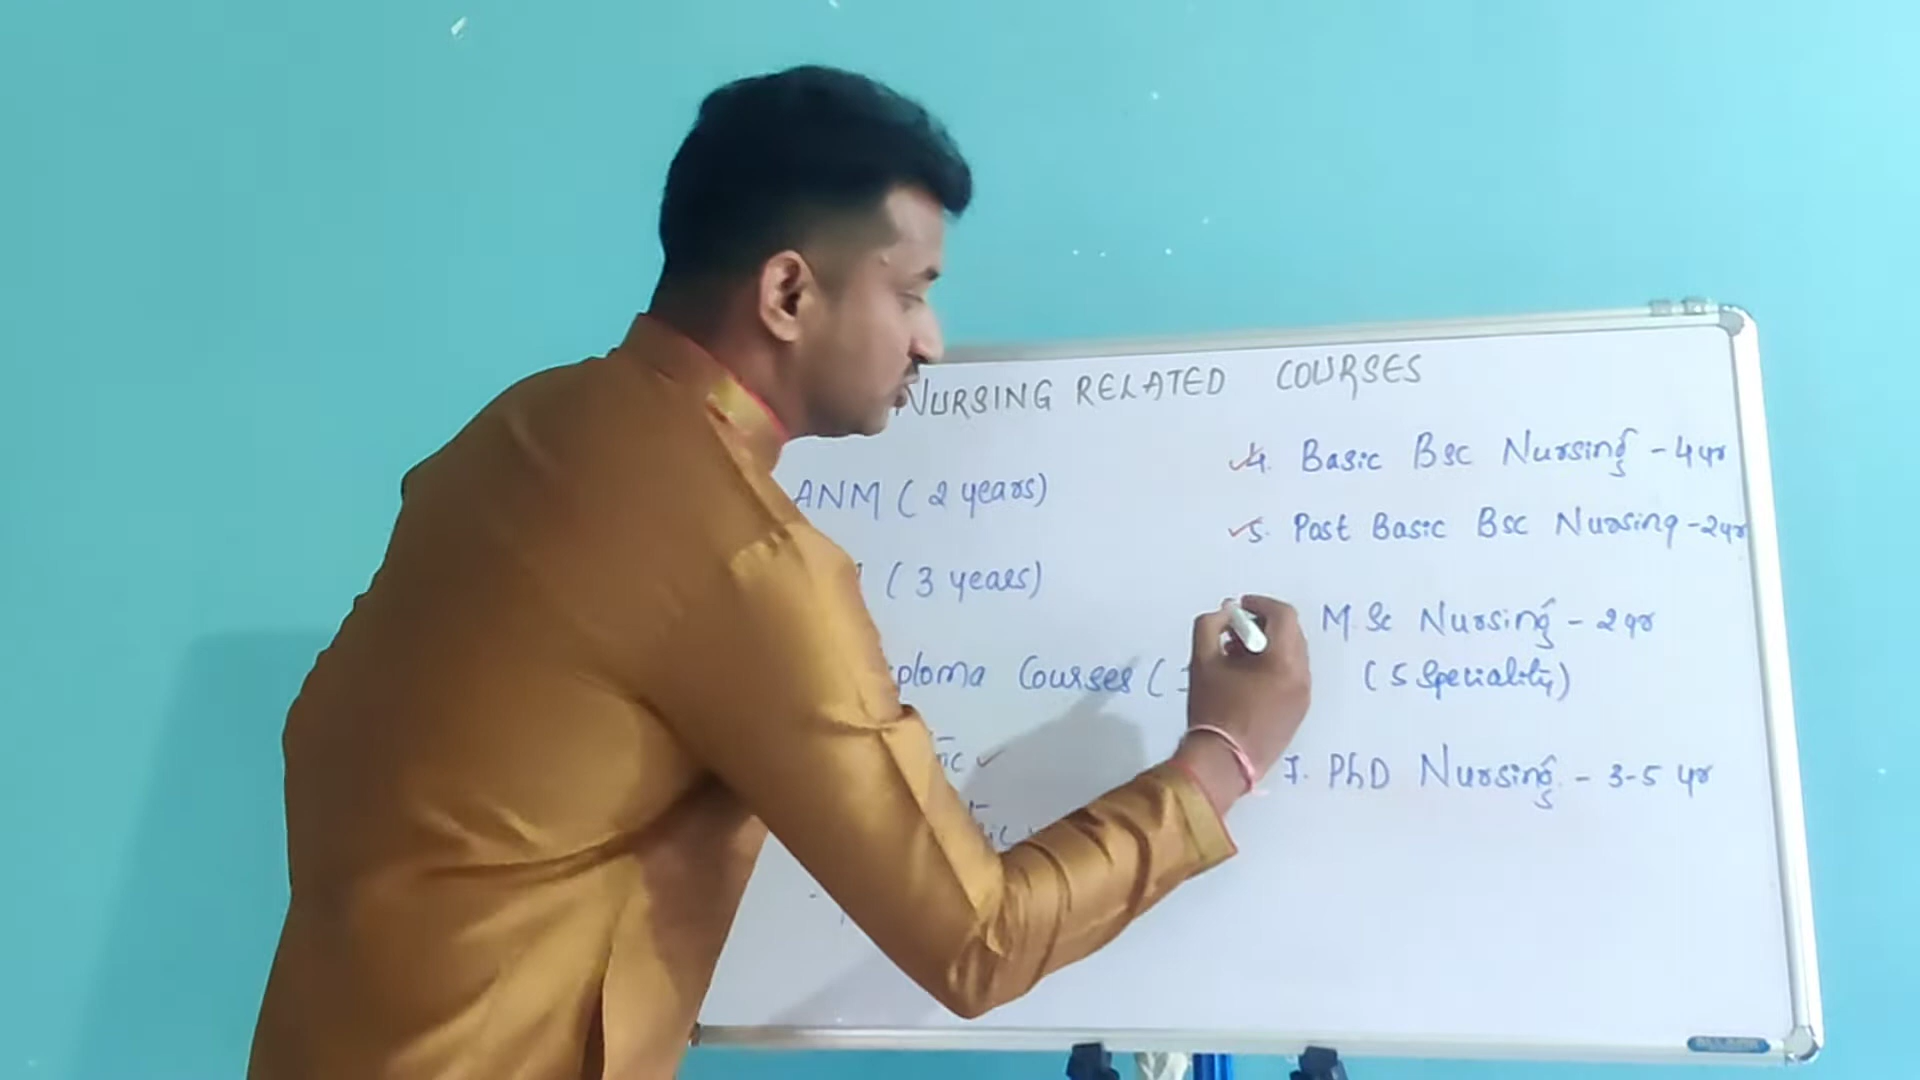 NURSING RELATED COURSES
ANM (2 years)
(3 years)
ploma Courses (
4. Basic Bsc Nursing - 4yr
5. Post Basic Bsc Nursing - 2yr
M.Sc Nursing - 2yr
(5 Speciality)
7. PhD Nursing - 3-5 yr